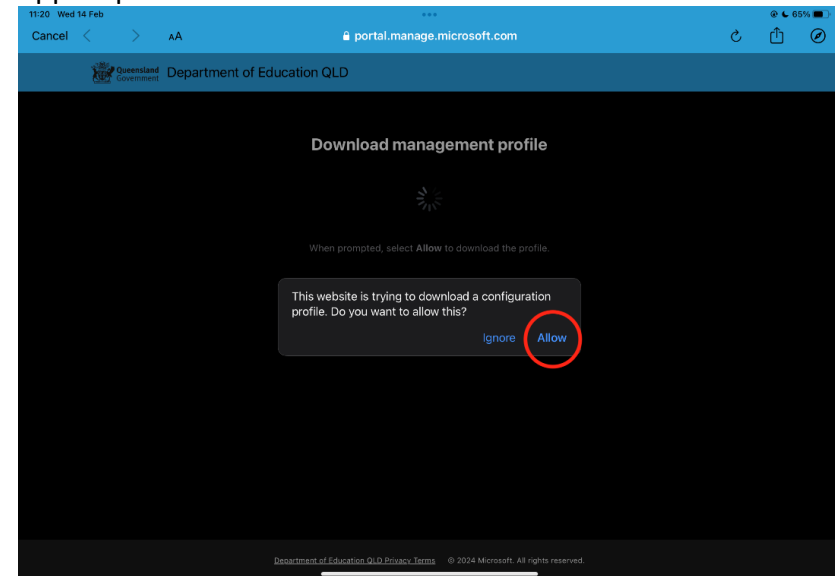 11:20 Wed 14 Feb
65%
Cancel
AA
portal.manage.microsoft.com
Queensland
Government
Department of Education QLD
Download management profile
When prompted, select Allow to download the profile.
This website is trying to download a configuration
profile. Do you want to allow this?
Ignore
Allow
Department of Education QLD Privacy Terms
© 2024 Microsoft. All rights reserved.